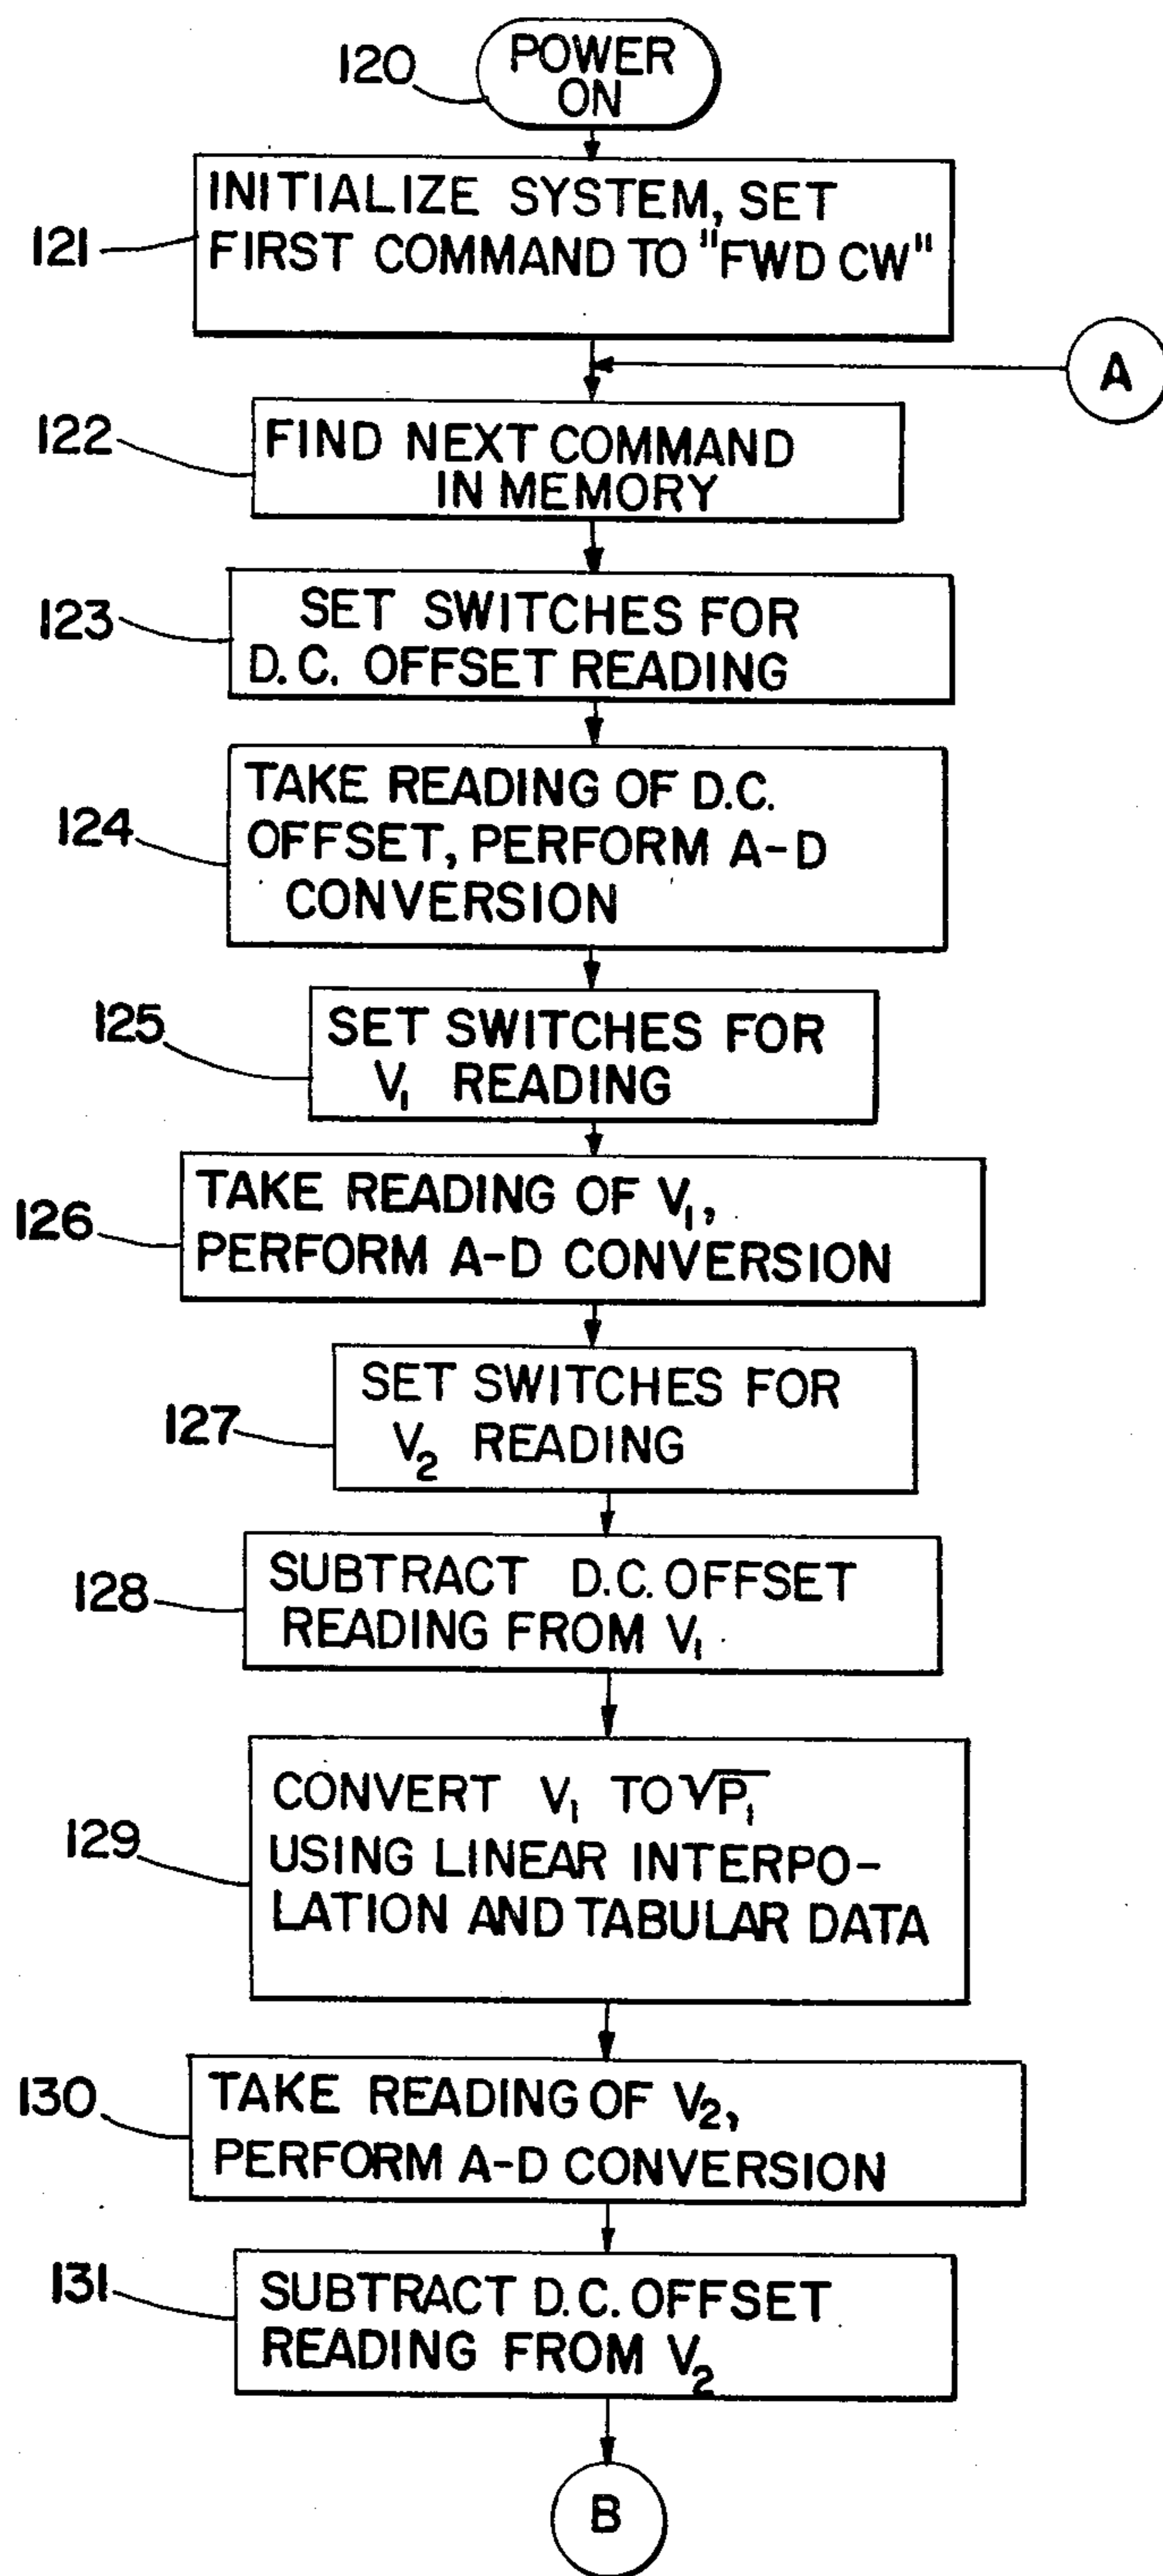 120
POWER
ON
121
INITIALIZE SYSTEM, SET
FIRST COMMAND TO "FWD CW"
A
122
FIND NEXT COMMAND
IN MEMORY
123
SET SWITCHES FOR
D.C. OFFSET READING
124
TAKE READING OF D.C.
OFFSET, PERFORM A-D
CONVERSION
125
SET SWITCHES FOR
V₁ READING
126
TAKE READING OF V₁,
PERFORM A-D CONVERSION
127
SET SWITCHES FOR
V₂ READING
128
SUBTRACT D.C. OFFSET
READING FROM V₁
129
CONVERT V₁ TO √P₁
USING LINEAR INTERPO-
LATION AND TABULAR DATA
130
TAKE READING OF V₂,
PERFORM A-D CONVERSION
131
SUBTRACT D.C. OFFSET
READING FROM V₂
B